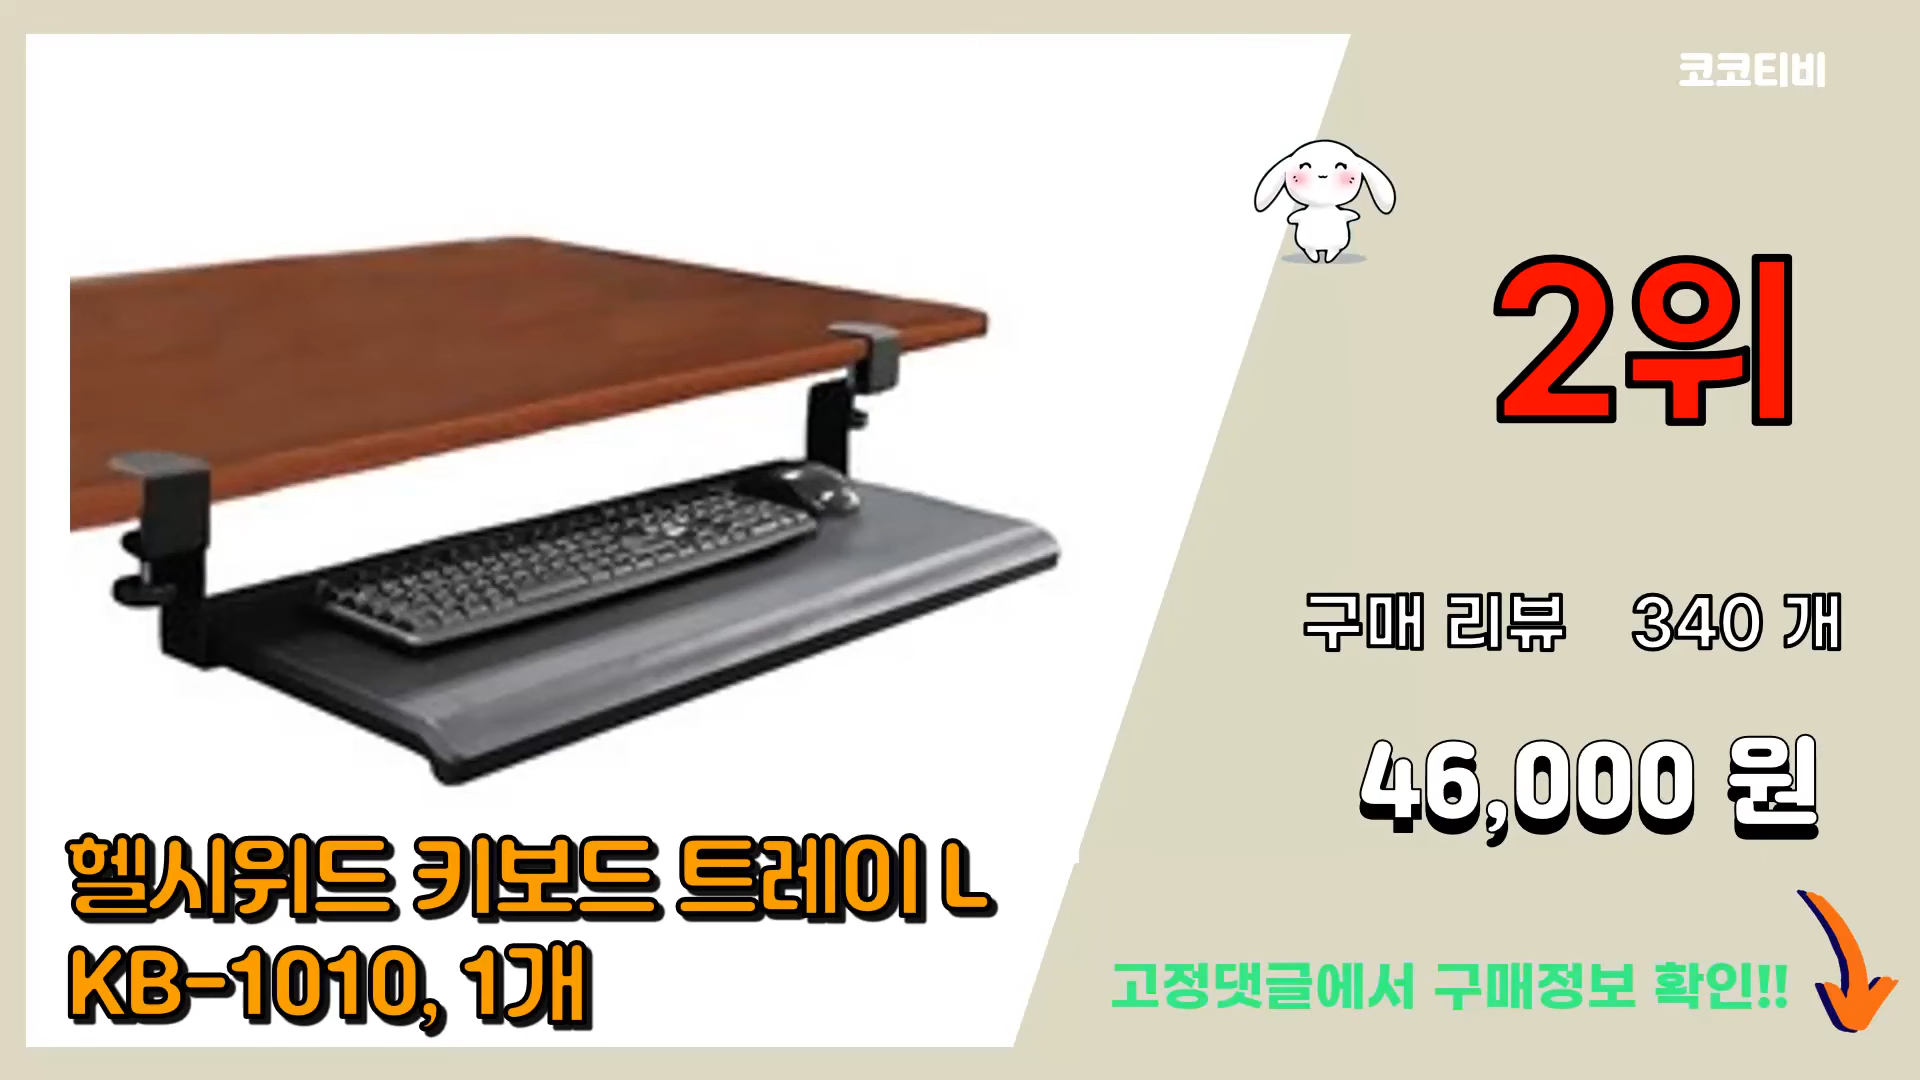 코코티비
2위
구매 리뷰 340 개
46,000 원
헬시위드 키보드 트레이 L
KB-1010, 1개
고정댓글에서 구매정보 확인!!